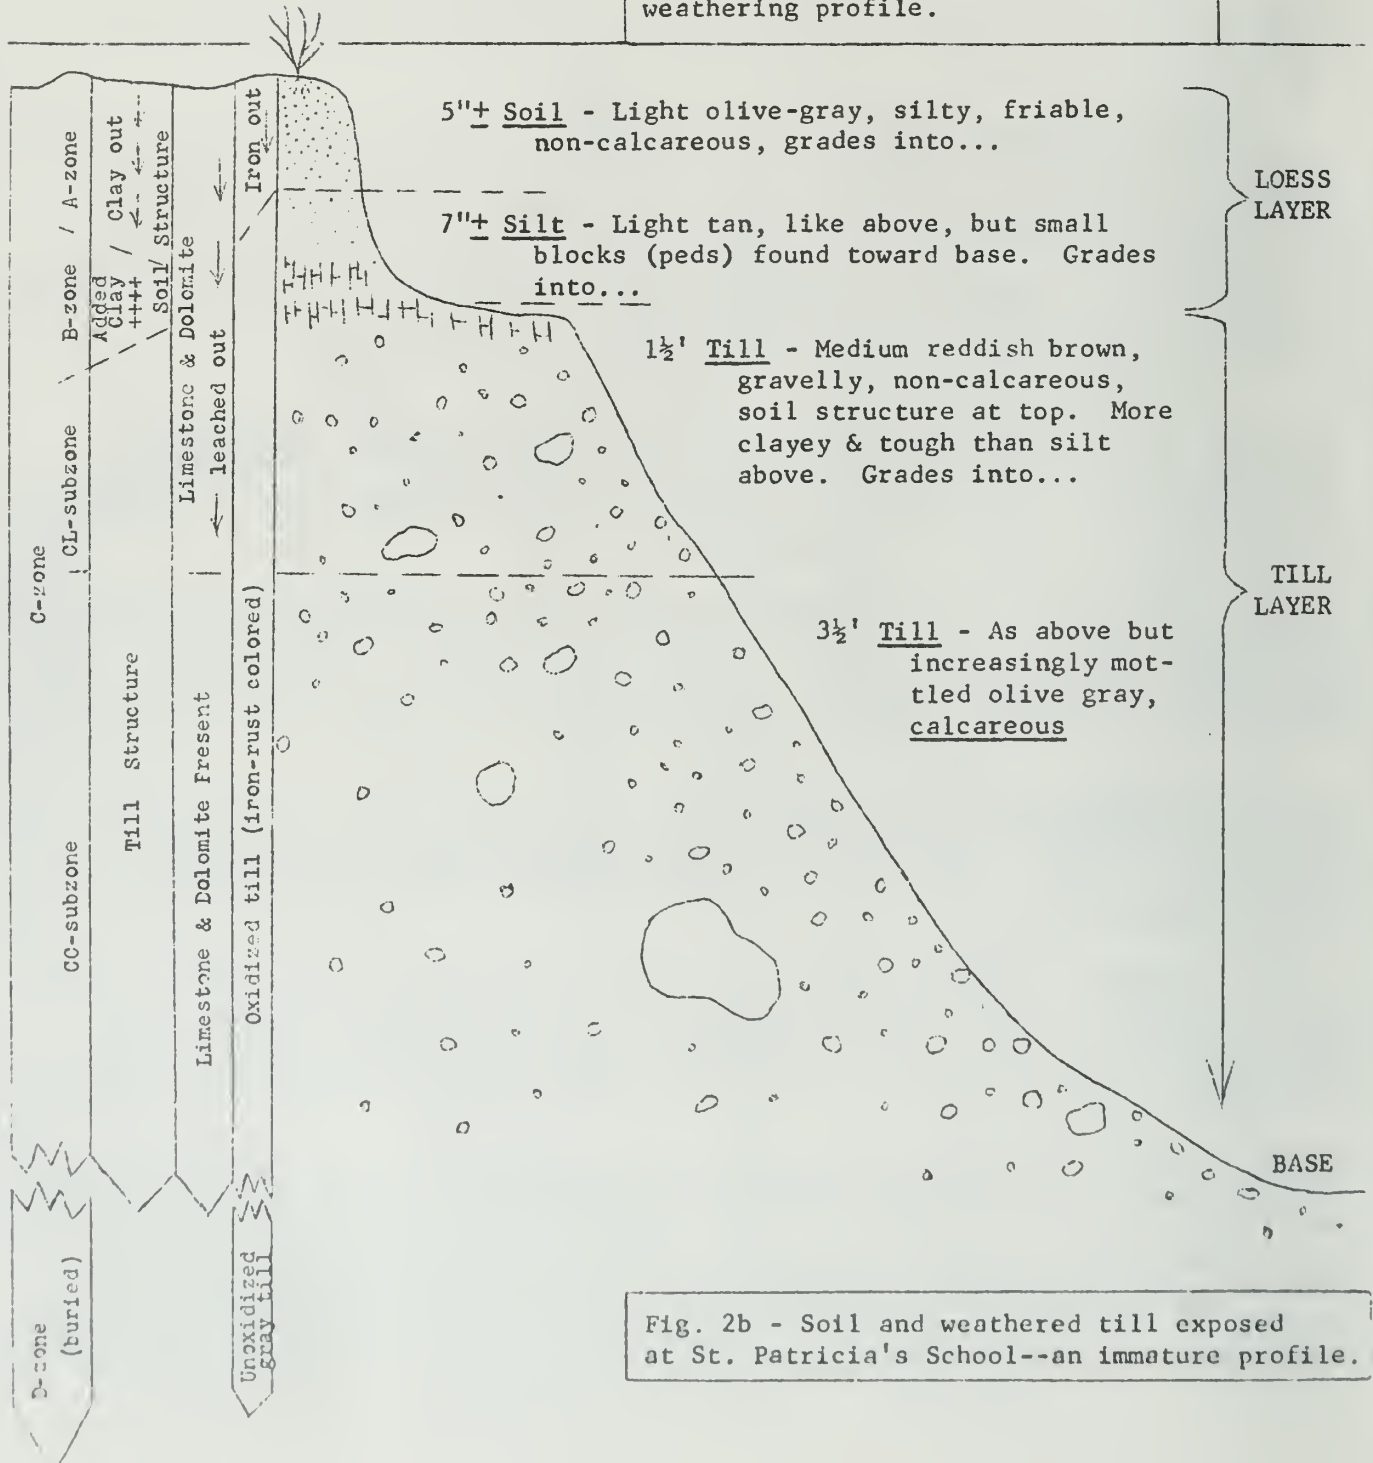 weathering profile.
5"± Soil - Light olive-gray, silty, friable,
non-calcareous, grades into...
7"± Silt - Light tan, like above, but small
blocks (peds) found toward base. Grades
into...
LOESS
LAYER
1½' Till - Medium reddish brown,
gravelly, non-calcareous,
soil structure at top. More
clayey & tough than silt
above. Grades into...
3½' Till - As above but
increasingly mot-
tled olive gray,
calcareous
TILL
LAYER
BASE
B-zone / A-zone
C-zone
CL-subzone
CC-subzone
D-zone
(buried)
Added / Clay out
Clay
++++
Soil Structure
Till Structure
Limestone & Dolomite
leached out
Limestone & Dolomite Present
Iron out
Oxidized till (iron-rust colored)
Unoxidized
gray till
Fig. 2b - Soil and weathered till exposed
at St. Patricia's School--an immature profile.